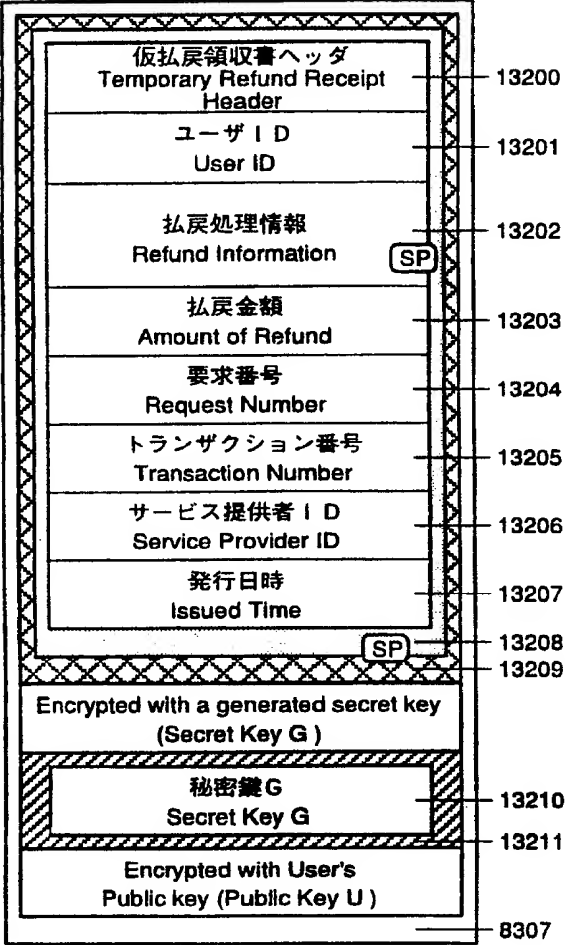 仮払戻領収書ヘッダ
Temporary Refund Receipt
Header
13200
ユーザID
User ID
13201
払戻処理情報
Refund Information
SP
13202
払戻金額
Amount of Refund
13203
要求番号
Request Number
13204
トランザクション番号
Transaction Number
13205
サービス提供者ID
Service Provider ID
13206
発行日時
Issued Time
13207
SP
13208
13209
Encrypted with a generated secret key
(Secret Key G )
秘密鍵G
Secret Key G
13210
13211
Encrypted with User's
Public key (Public Key U )
8307